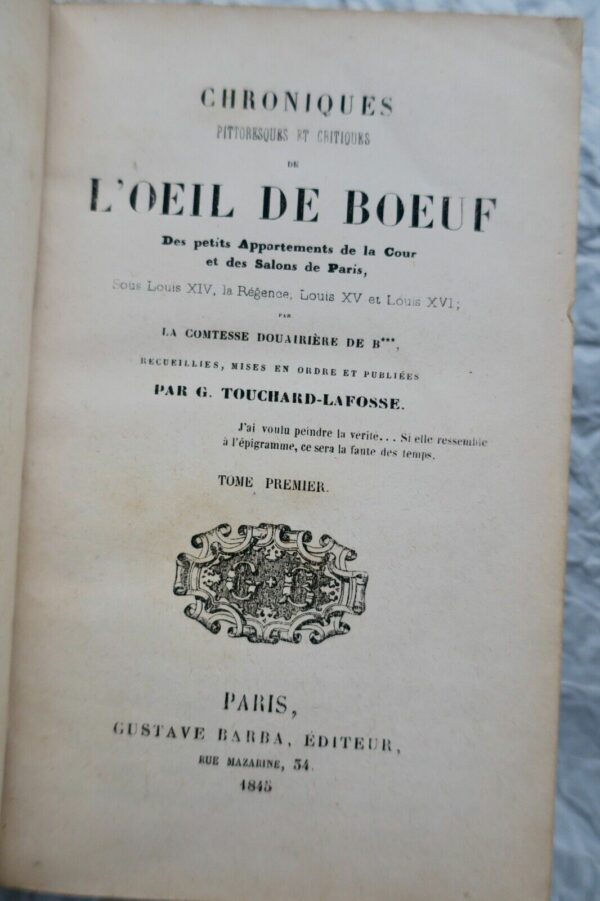 CHRONIQUES
PITTORESQUES ET CRITIQUES
DE
L'OEIL DE BOEUF
Des petits Appartements de la Cour
et des Salons de Paris,
Sous Louis XIV, la Régence, Louis XV et Louis XVI;
PAR
LA COMTESSE DOUAIRIÈRE DE B***,
RECUEILLIES, MISES EN ORDRE ET PUBLIÉES
PAR G. TOUCHARD-LAFOSSE.
J'ai voulu peindre la verite... Si elle ressemble
à l'épigramme, ce sera la faute des temps.
TOME PREMIER.
PARIS,
GUSTAVE BARBA, ÉDITEUR,
RUE MAZARINE, 34.
1845